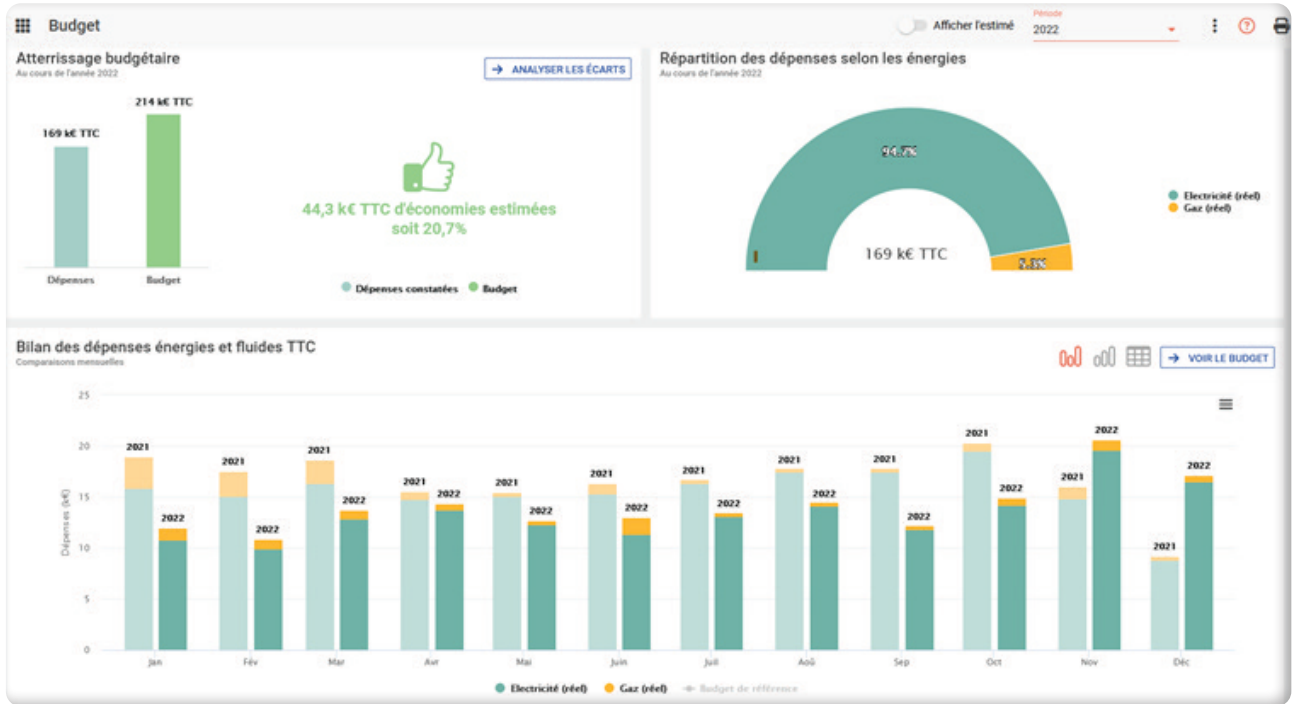 Budget
Afficher l'estimé
Période
2022
Atterrissage budgétaire
Au cours de l'année 2022
ANALYSER LES ÉCARTS
214 k€ TTC
169 k€ TTC
44,3 k€ TTC d'économies estimées
soit 20,7%
Dépenses
Budget
Dépenses constatées
Budget
Répartition des dépenses selon les énergies
Au cours de l'année 2022
94.7%
169 k€ TTC
5.3%
Electricité (réel)
Gaz (réel)
Bilan des dépenses énergies et fluides TTC
Comparaisons mensuelles
VOIR LE BUDGET
Dépenses (k€)
25
20
15
10
5
0
2021
2022
2021
2022
2021
2022
2021
2022
2021
2022
2021
2022
2021
2022
2021
2022
2021
2022
2021
2022
2021
2022
2021
2022
Jan
Fév
Mar
Avr
Mai
Juin
Juil
Aoû
Sep
Oct
Nov
Déc
Electricité (réel)
Gaz (réel)
Budget de référence